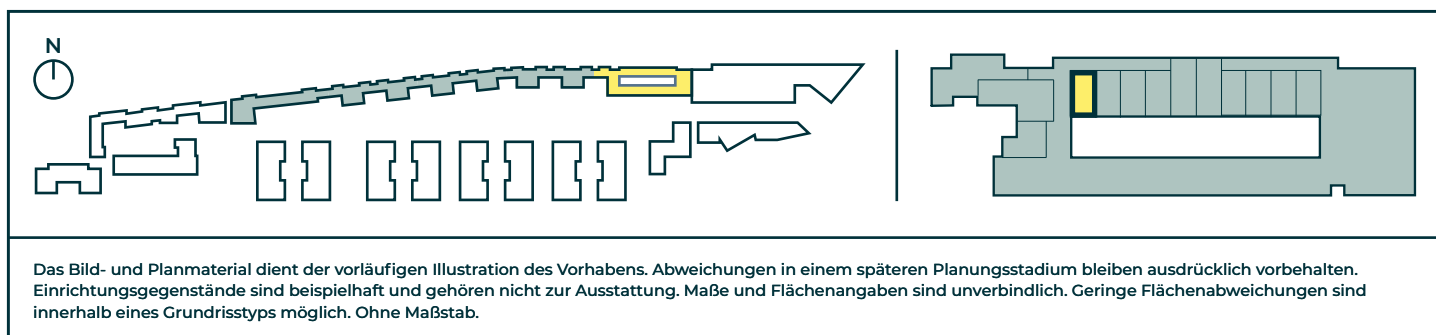 N
Das Bild- und Planmaterial dient der vorläufigen Illustration des Vorhabens. Abweichungen in einem späteren Planungsstadium bleiben ausdrücklich vorbehalten.
Einrichtungsgegenstände sind beispielhaft und gehören nicht zur Ausstattung. Maße und Flächenangaben sind unverbindlich. Geringe Flächenabweichungen sind
innerhalb eines Grundrisstyps möglich. Ohne Maßstab.